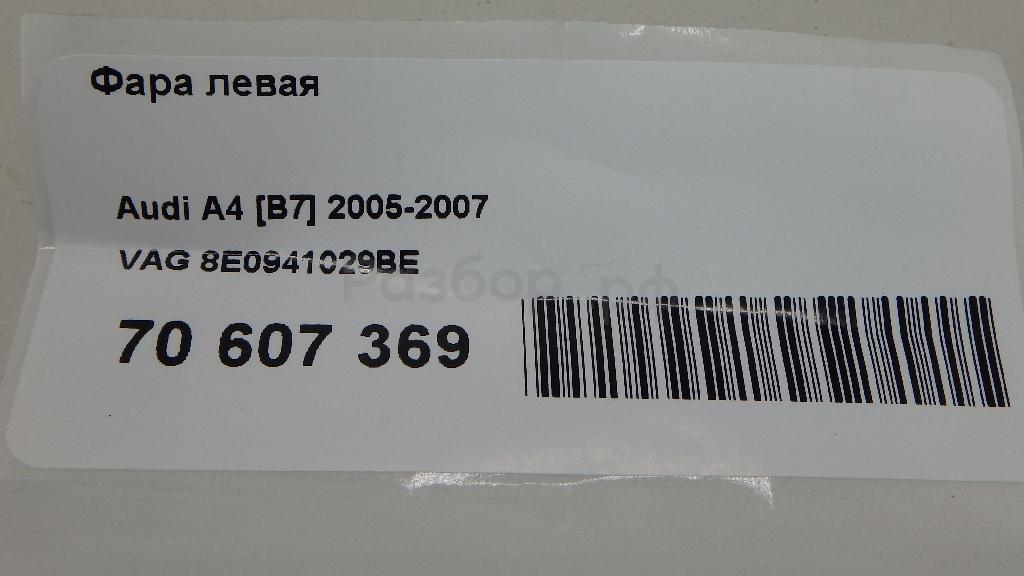 Фара левая
Audi A4 [B7] 2005-2007
VAG 8E0941029BE
Разбор.рф
70 607 369